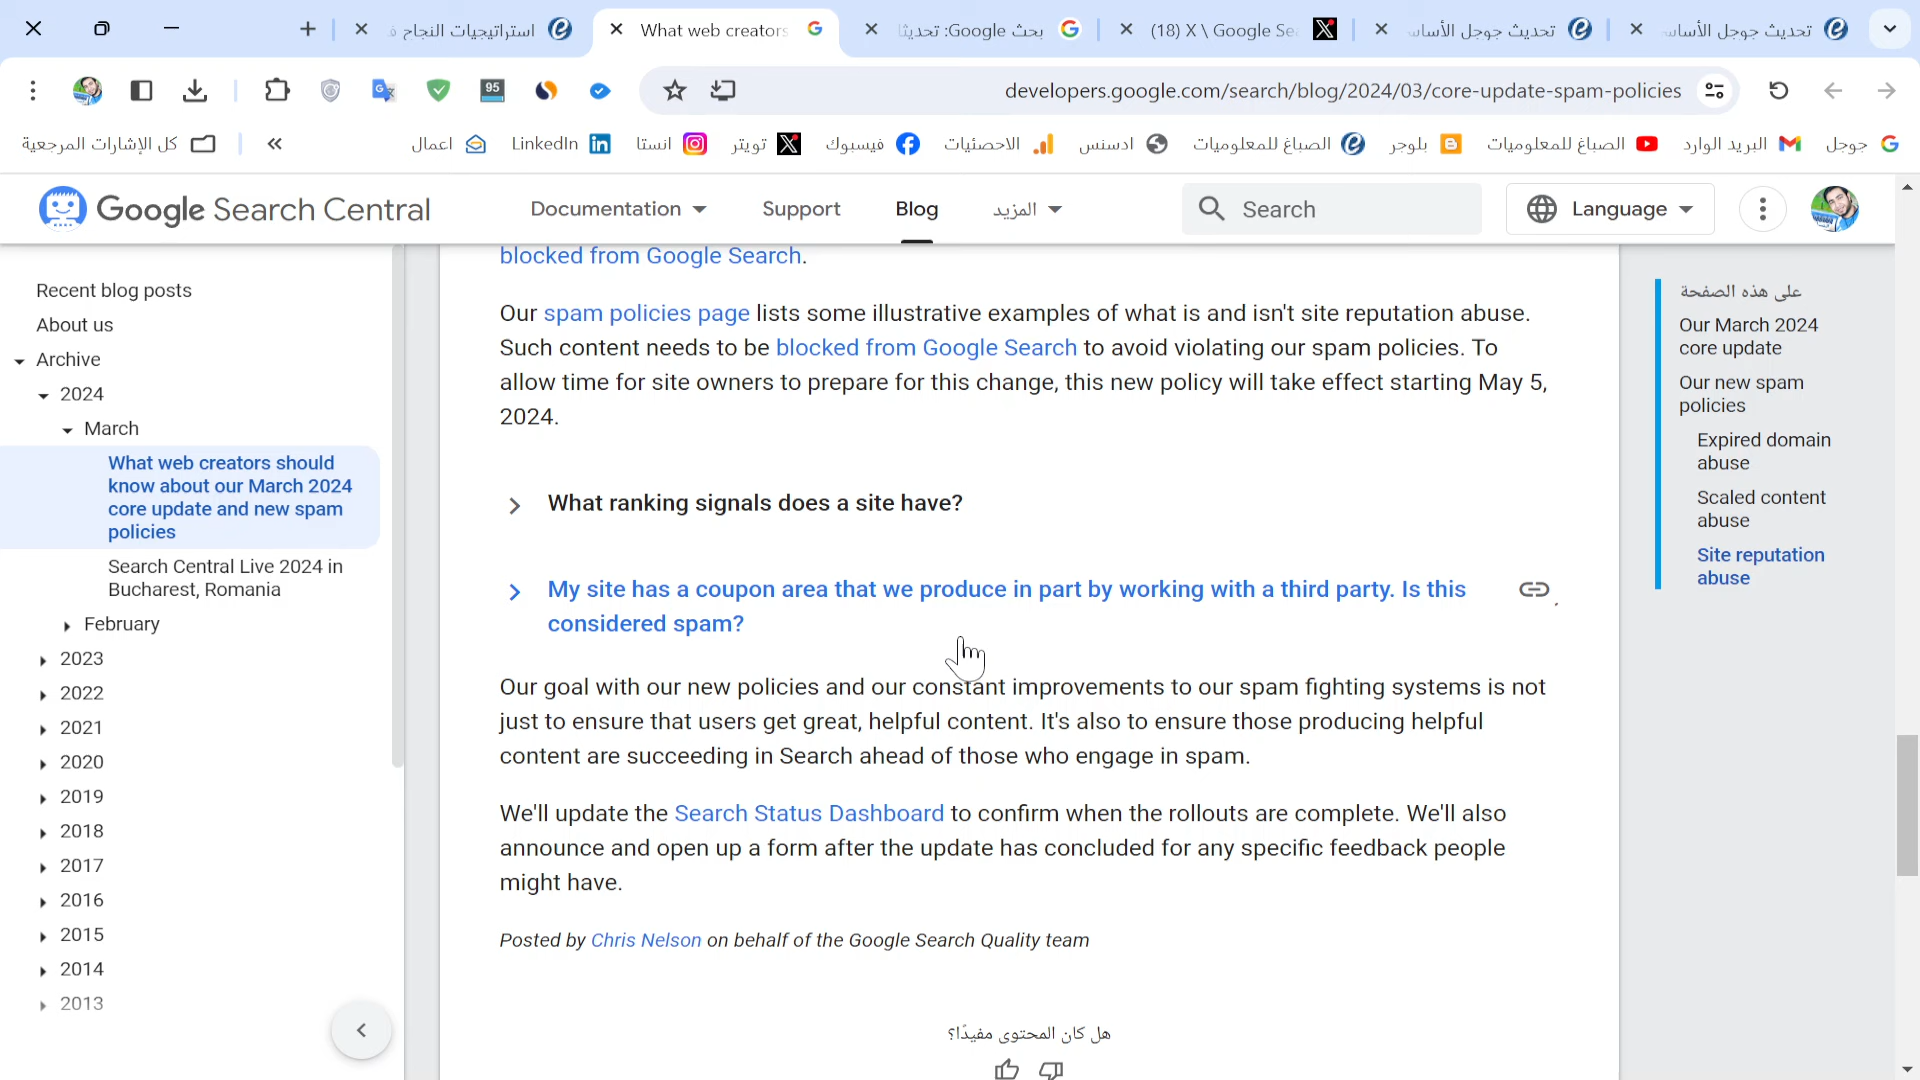 استراتيجيات النجاح
What web creators
بحث Google: تحديثا
(18) X \ Google Se
تحديث جوجل الأساس
تحديث جوجل الأساس
developers.google.com/search/blog/2024/03/core-update-spam-policies
95
كل الإشارات المرجعية
«
اعمال
LinkedIn
انستا
تويتر
فيسبوك
الاحصئيات
ادسنس
الصباغ للمعلوميات
بلوجر
الصباغ للمعلوميات
البريد الوارد
جوجل
Google Search Central
Documentation
Support
Blog
المزيد
Search
Language
Recent blog posts
About us
Archive
2024
March
What web creators should
know about our March 2024
core update and new spam
policies
Search Central Live 2024 in
Bucharest, Romania
February
2023
2022
2021
2020
2019
2018
2017
2016
2015
2014
2013
blocked from Google Search.
Our spam policies page lists some illustrative examples of what is and isn't site reputation abuse.
Such content needs to be blocked from Google Search to avoid violating our spam policies. To
allow time for site owners to prepare for this change, this new policy will take effect starting May 5,
2024.
What ranking signals does a site have?
My site has a coupon area that we produce in part by working with a third party. Is this
considered spam?
Our goal with our new policies and our constant improvements to our spam fighting systems is not
just to ensure that users get great, helpful content. It's also to ensure those producing helpful
content are succeeding in Search ahead of those who engage in spam.
We'll update the Search Status Dashboard to confirm when the rollouts are complete. We'll also
announce and open up a form after the update has concluded for any specific feedback people
might have.
Posted by Chris Nelson on behalf of the Google Search Quality team
هل كان المحتوى مفيدًا؟
على هذه الصفحة
Our March 2024
core update
Our new spam
policies
Expired domain
abuse
Scaled content
abuse
Site reputation
abuse